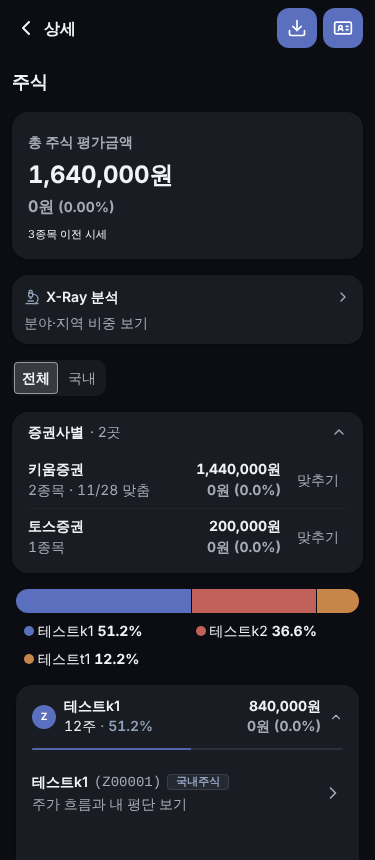 상세
주식
총 주식 평가금액
1,640,000원
0원 (0.00%)
3종목 이전 시세
X-Ray 분석
분야·지역 비중 보기
전체 국내
증권사별 · 2곳
키움증권 1,440,000원
2종목 · 11/28 맞춤 0원 (0.0%) 맞추기
토스증권 200,000원
1종목 0원 (0.0%) 맞추기
테스트k1 51.2% 테스트k2 36.6%
테스트t1 12.2%
Z 테스트k1 840,000원
12주 · 51.2% 0원 (0.0%)
테스트k1 (Z00001) 국내주식
주가 흐름과 내 평단 보기